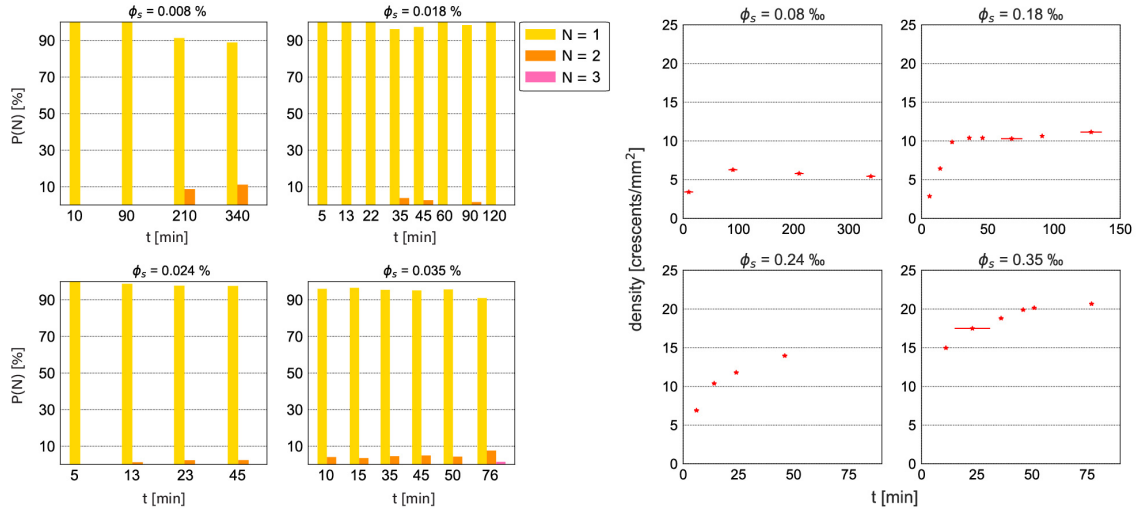 ϕs = 0.008 %
P(N) [%]
90
70
50
30
10
10 90 210 340
t [min]
ϕs = 0.018 %
90
70
50
30
10
5 13 22 35 45 60 90 120
t [min]
N = 1
N = 2
N = 3
ϕs = 0.024 %
P(N) [%]
90
70
50
30
10
5 13 23 45
t [min]
ϕs = 0.035 %
90
70
50
30
10
10 15 35 45 50 76
t [min]
density [crescents/mm²]
ϕs = 0.08 ‰
25
20
15
10
5
0
0 100 200 300
ϕs = 0.18 ‰
25
20
15
10
5
0
0 50 100 150
ϕs = 0.24 ‰
25
20
15
10
5
0
0 25 50 75
ϕs = 0.35 ‰
25
20
15
10
5
0
0 25 50 75
t [min]